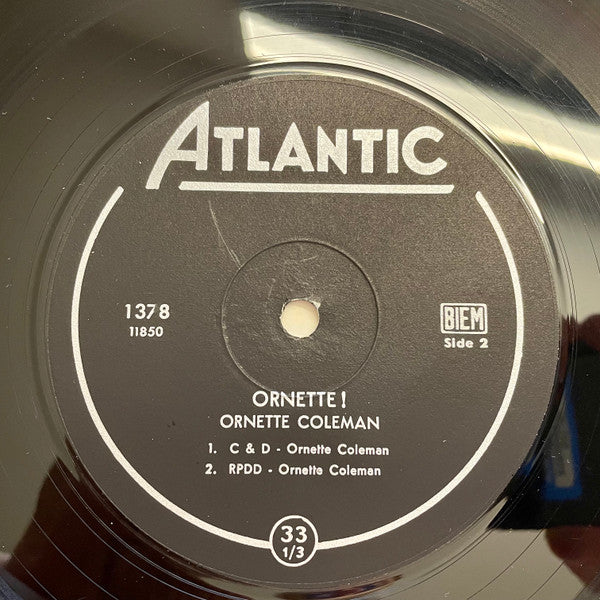 ATLANTIC
1378
11850
BIEM
Side 2
ORNETTE!
ORNETTE COLEMAN
1. C & D - Ornette Coleman
2. RPDD - Ornette Coleman
33
1/3